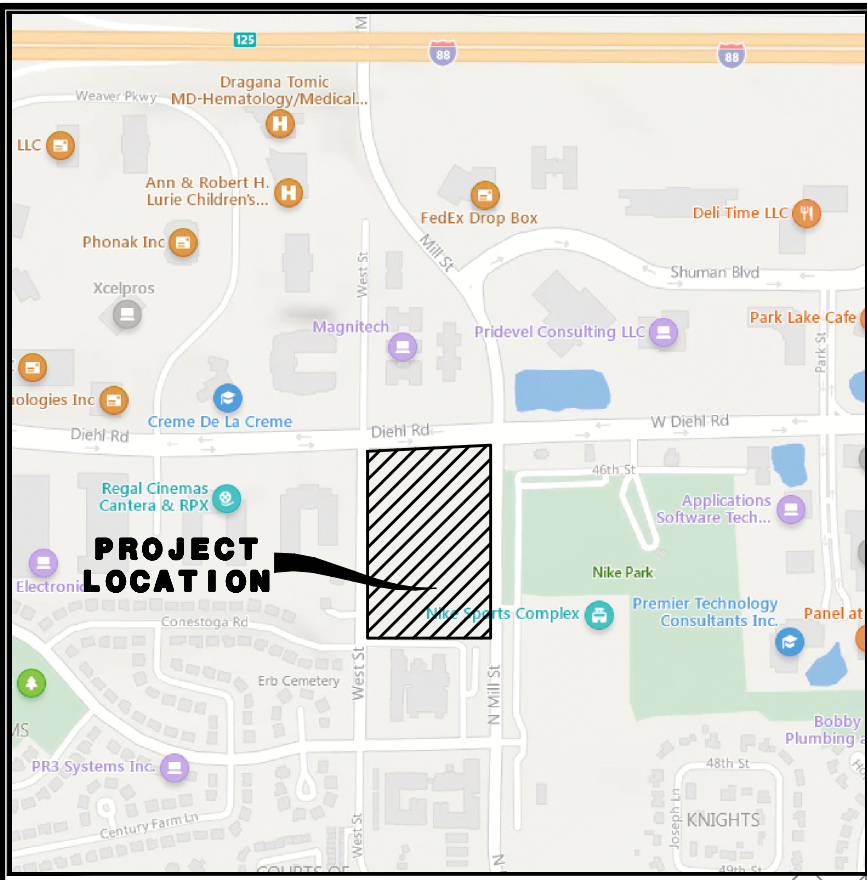 M
125
88
88
Weaver Pkwy
Dragana Tomic
MD-Hematology/Medical...
LLC
Ann & Robert H.
Lurie Children's...
FedEx Drop Box
Deli Time LLC
Phonak Inc
Mill St
West St
Shuman Blvd
Xcelpros
Magnitech
Pridevel Consulting LLC
Park Lake Cafe
Park St
ologies Inc
Creme De La Creme
Diehl Rd
Diehl Rd
W Diehl Rd
46th St
Regal Cinemas
Cantera & RPX
Applications
Software Tech...
PROJECT
LOCATION
Electronic
Nike Park
Nike Sports Complex
Premier Technology
Consultants Inc.
Panel at
Conestoga Rd
West St
Erb Cemetery
N Mill St
MS
Bobby
Plumbing a
PR3 Systems Inc.
48th St
Ho
Joseph Ln
KNIGHTS
Century Farm Ln
West St
N
COURTS OF
49th St